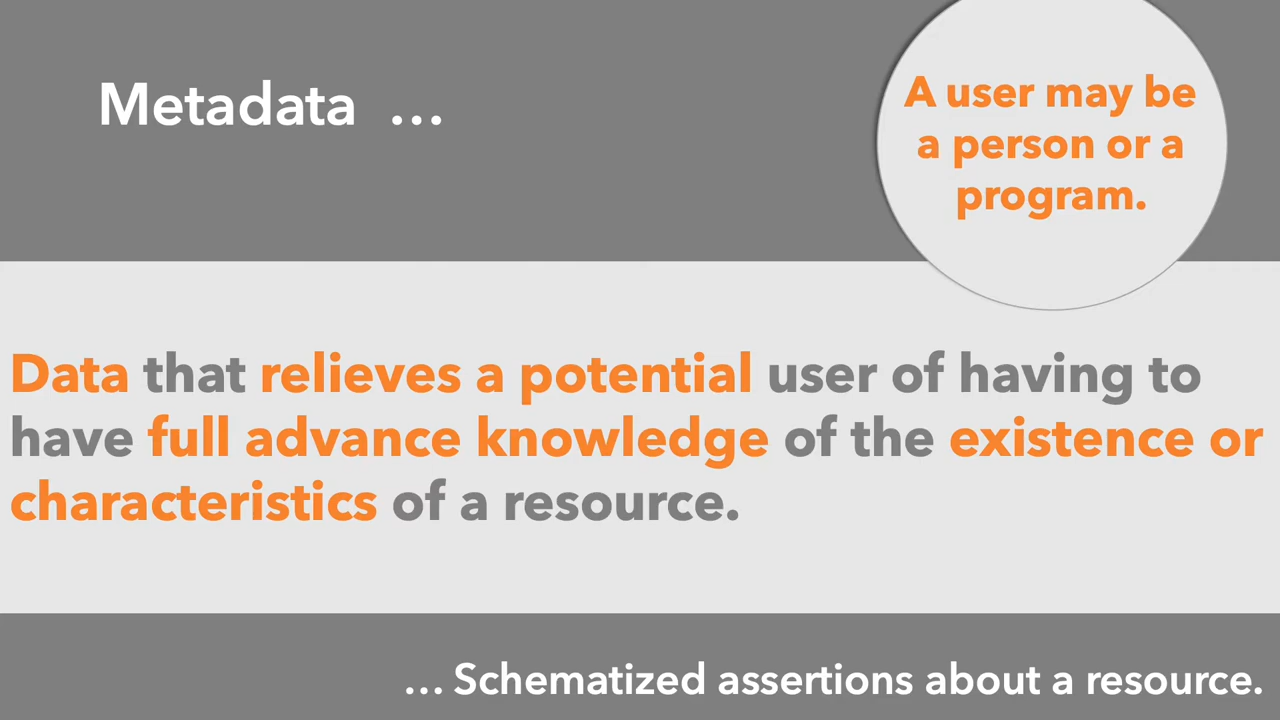 Metadata …
A user may be
a person or a
program.
Data that relieves a potential user of having to
have full advance knowledge of the existence or
characteristics of a resource.
… Schematized assertions about a resource.